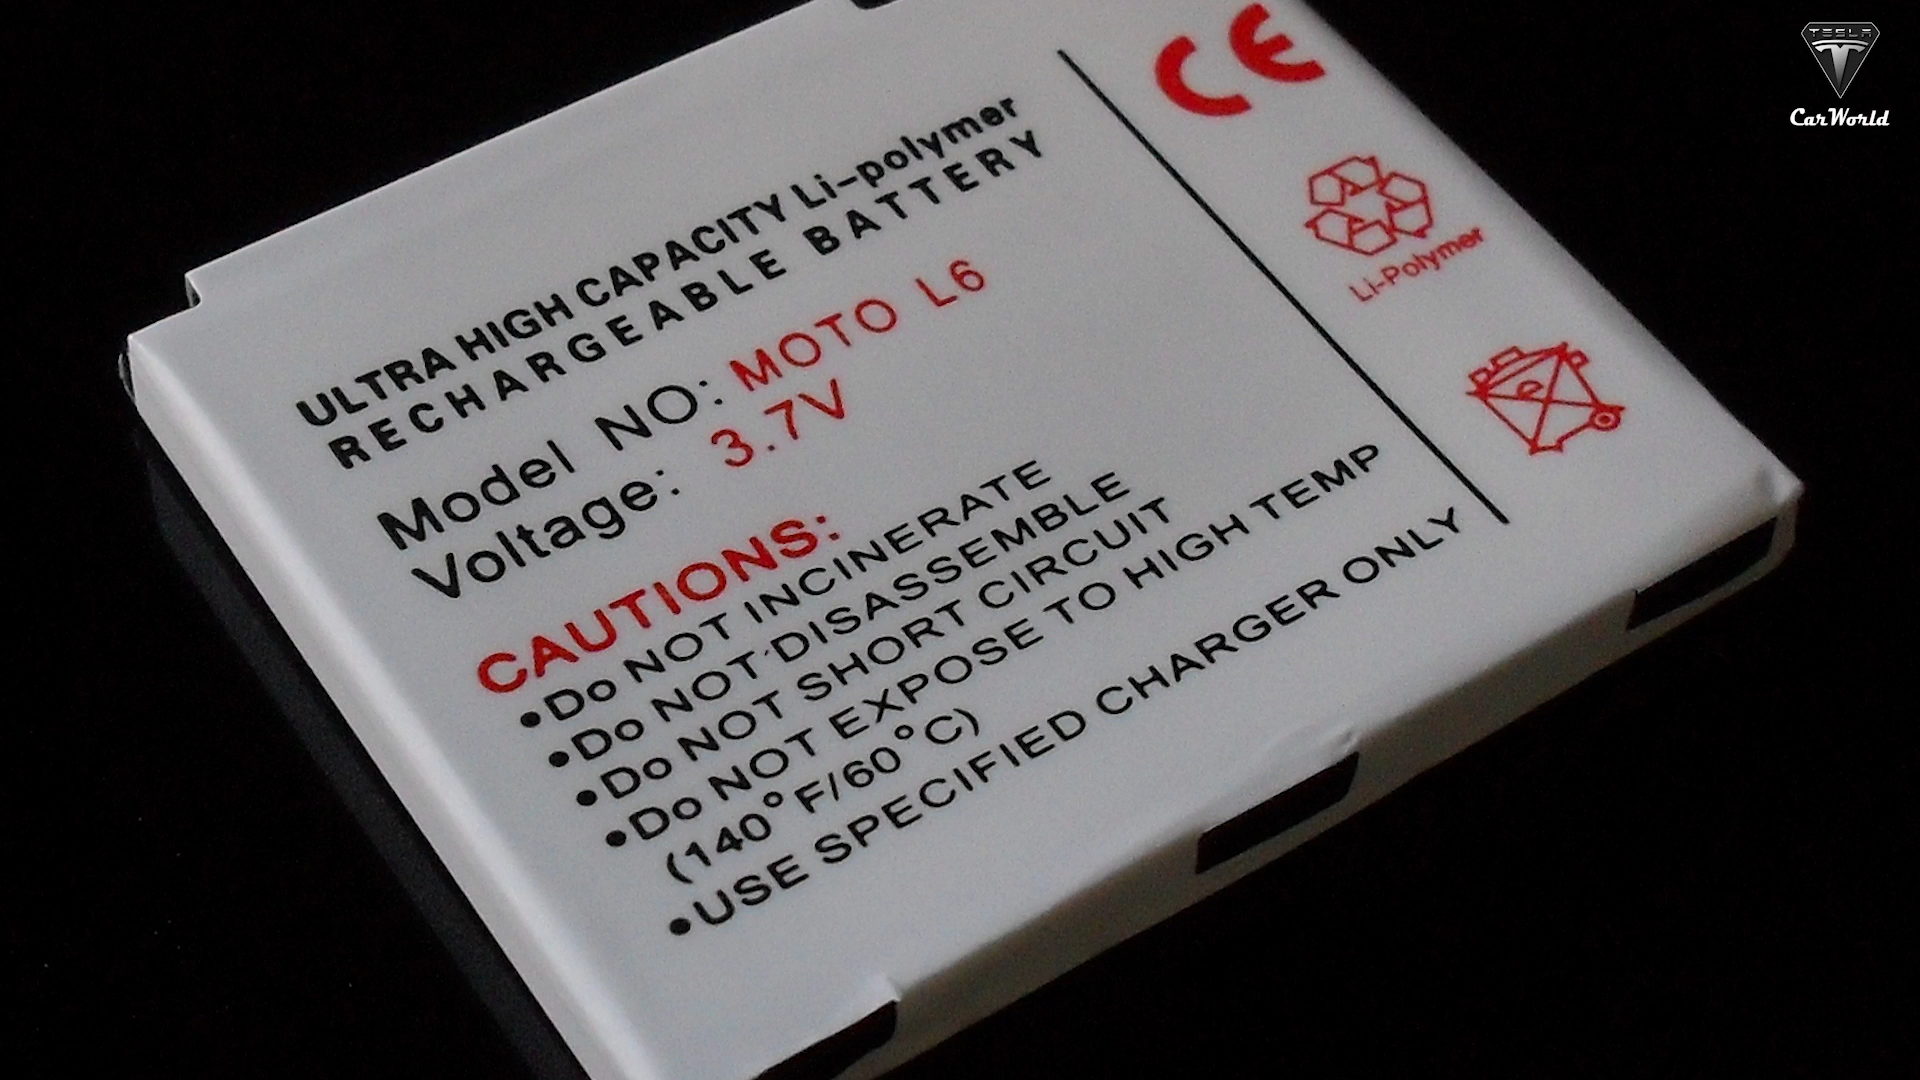 ULTRA HIGH CAPACITY Li-polymer
RECHARGEABLE BATTERY
Model NO: MOTO L6
Voltage: 3.7V
CAUTIONS:
•Do NOT INCINERATE
•Do NOT DISASSEMBLE
•Do NOT SHORT CIRCUIT
•Do NOT EXPOSE TO HIGH TEMP
(140°F/60°C)
•USE SPECIFIED CHARGER ONLY
CE
Li-Polymer
TESLA
CarWorld